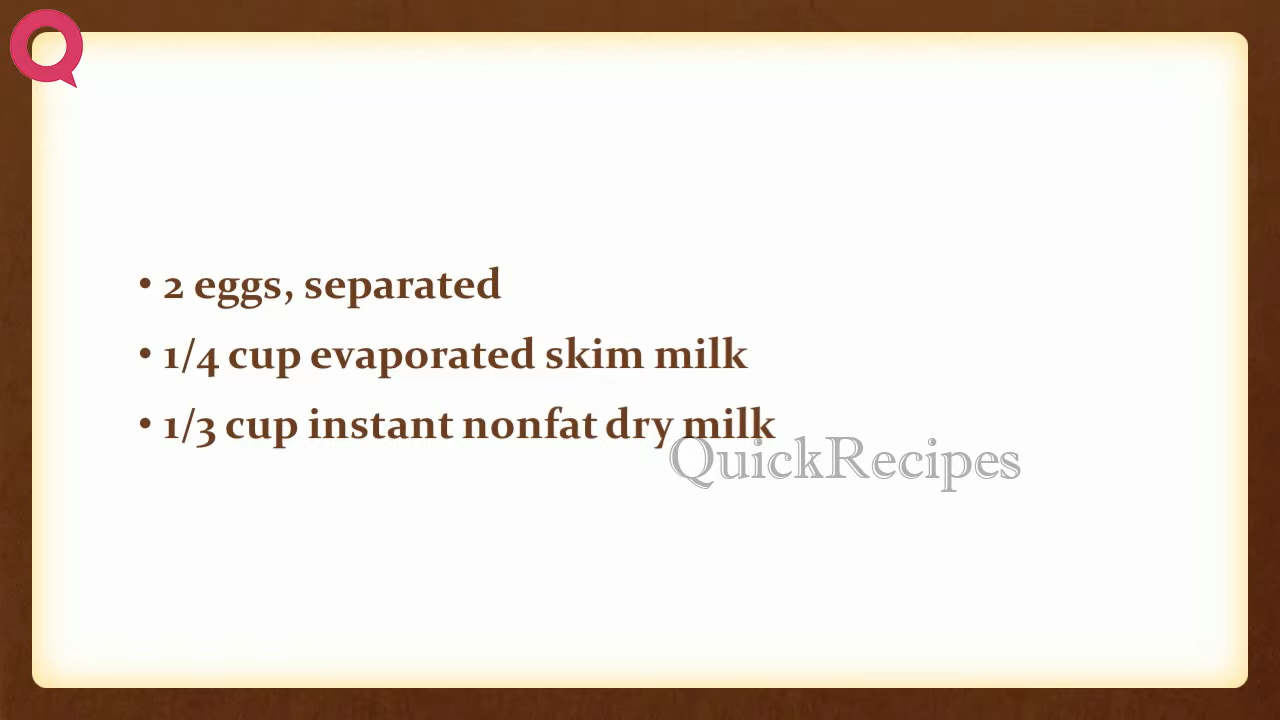 • 2 eggs, separated
• 1/4 cup evaporated skim milk
• 1/3 cup instant nonfat dry milk
QuickRecipes